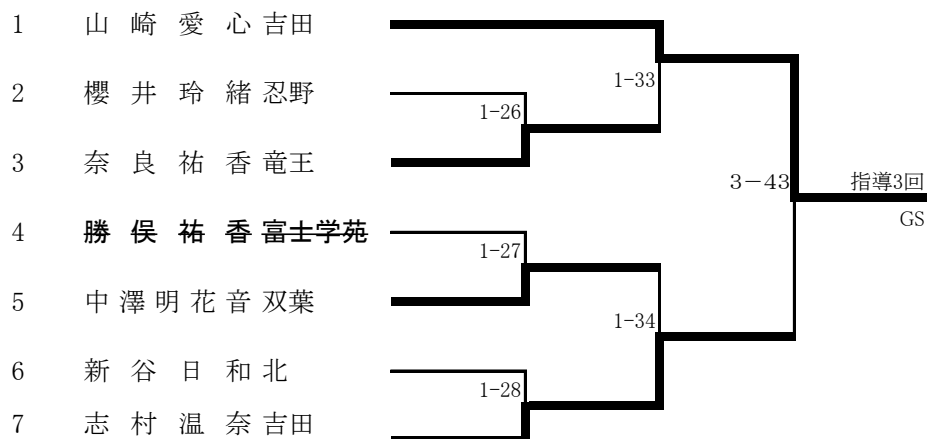 1 山崎愛心 吉田
1-33
2 櫻井玲緒 忍野
1-26
3 奈良祐香 竜王
3-43 指導3回
GS
4 勝俣祐香 富士学苑
1-27
5 中澤明花音 双葉
1-34
6 新谷日和 北
1-28
7 志村温奈 吉田